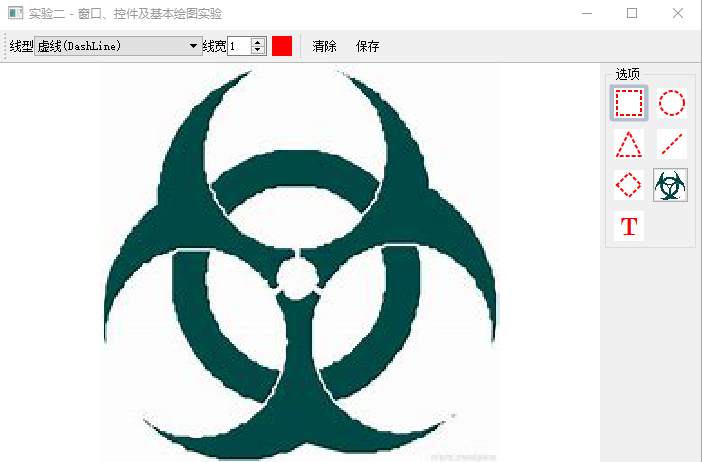 实验二 - 窗口、控件及基本绘图实验
线型 虚线(DashLine) 线宽 1 清除 保存
选项
T